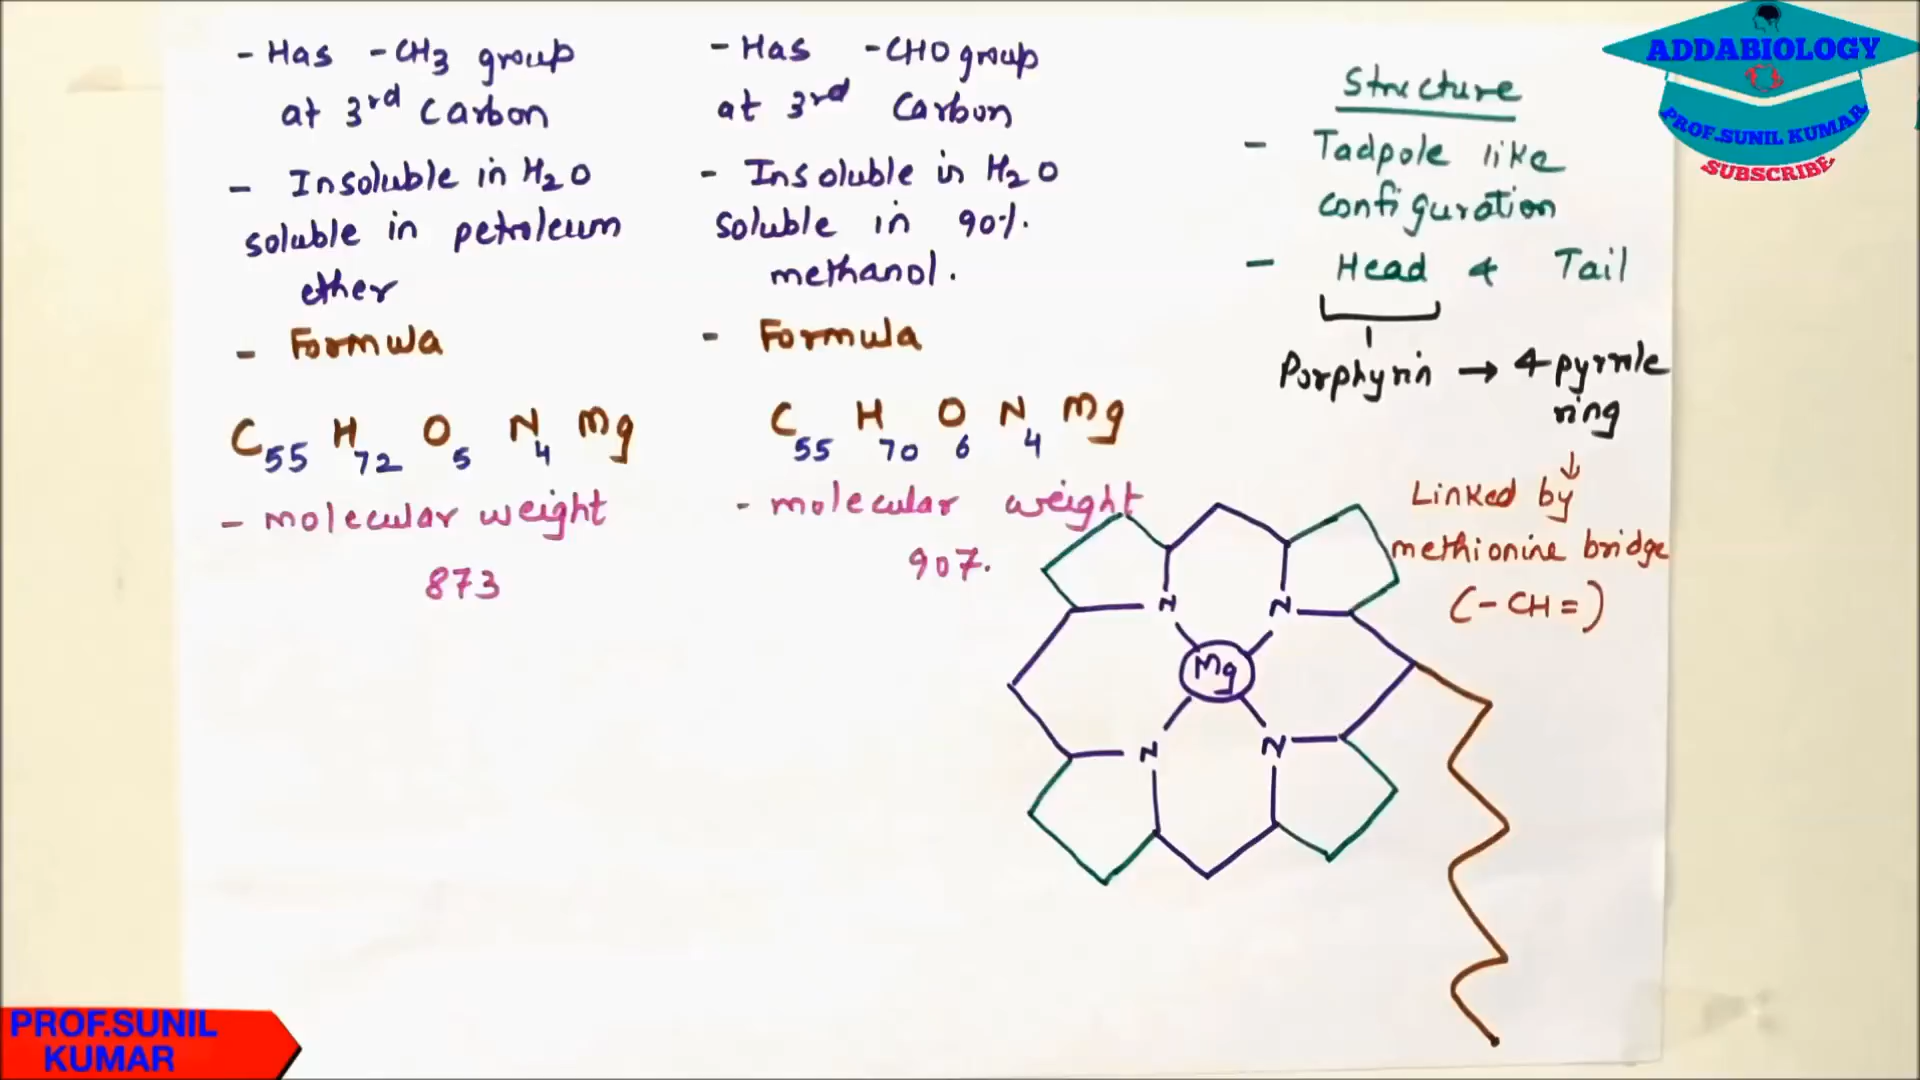 - Has -CH3 group
at 3rd Carbon
- Insoluble in H2O
soluble in petroleum
ether
- Formula
C55 H72 O5 N4 Mg
- molecular weight
873
- Has -CHO group
at 3rd Carbon
- Insoluble in H2O
soluble in 90%.
methanol.
- Formula
C55 H70 O6 N4 Mg
- molecular weight
907.
Structure
- Tadpole like
configuration
- Head & Tail
Porphyrin → 4 pyrrole
ring
↓
Linked by
methionine bridge
(-CH=)
N N
Mg
N N
ADDABIOLOGY
PROF.SUNIL KUMAR
SUBSCRIBE
PROF.SUNIL
KUMAR